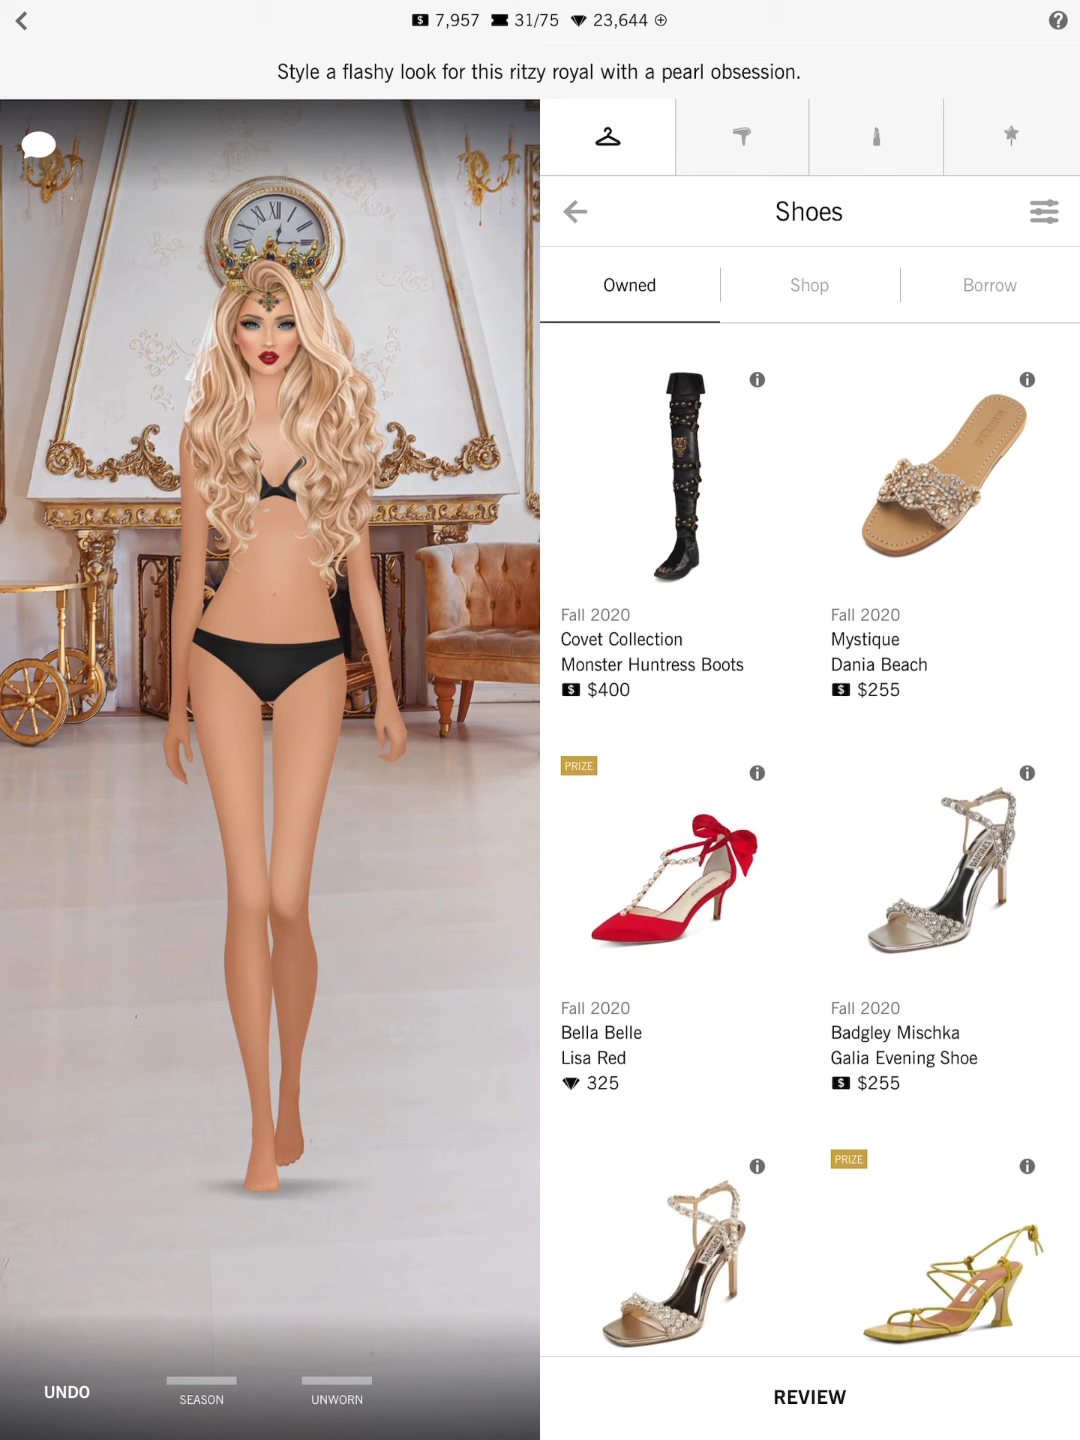 7,957 31/75 23,644
Style a flashy look for this ritzy royal with a pearl obsession.
Shoes
Owned Shop Borrow
Fall 2020
Covet Collection
Monster Huntress Boots
$400
Fall 2020
Mystique
Dania Beach
$255
PRIZE
Fall 2020
Bella Belle
Lisa Red
325
Fall 2020
Badgley Mischka
Galia Evening Shoe
$255
PRIZE
UNDO
SEASON
UNWORN
REVIEW